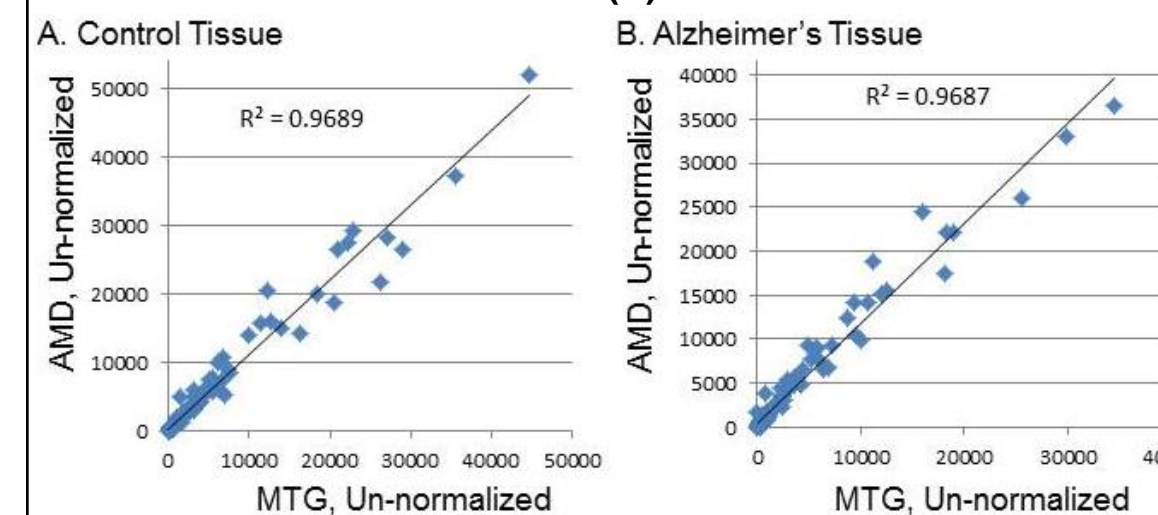 A. Control Tissue
AMD, Un-normalized
50000
40000
30000
20000
10000
0
R² = 0.9689
0 10000 20000 30000 40000 50000
MTG, Un-normalized
B. Alzheimer's Tissue
AMD, Un-normalized
40000
35000
30000
25000
20000
15000
10000
5000
0
R² = 0.9687
0 10000 20000 30000
MTG, Un-normalized